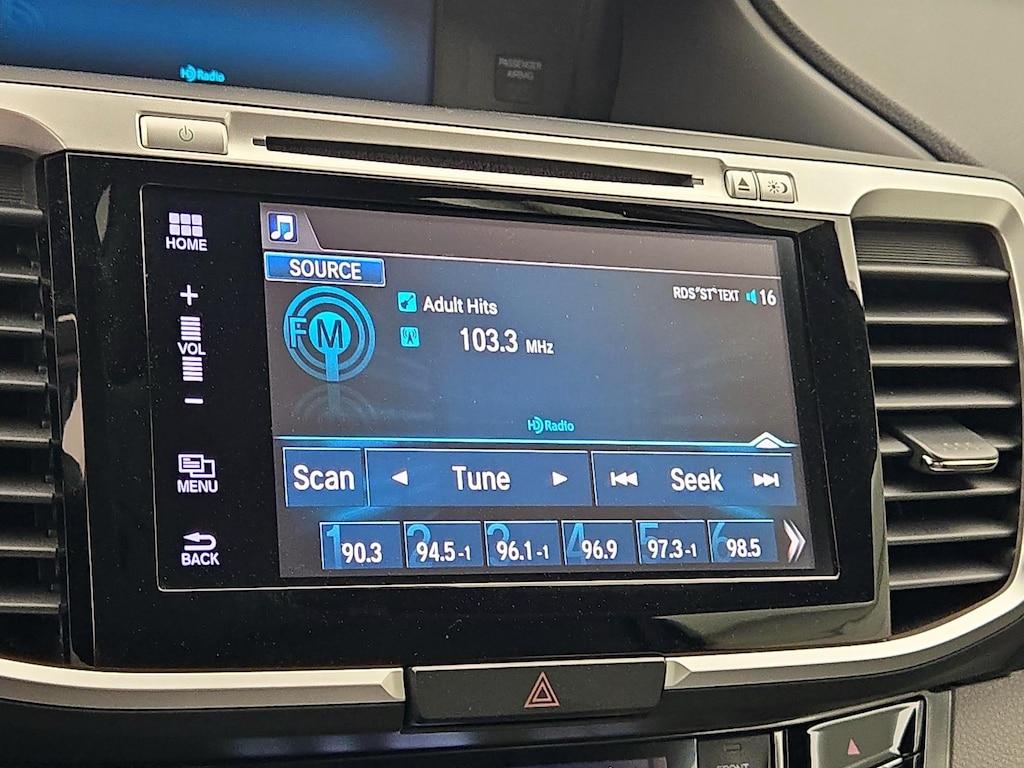 HD Radio
PASSENGER
AIRBAG
HOME
+
VOL
-
MENU
BACK
SOURCE
FM
Adult Hits
103.3 MHz
RDS "ST" TEXT 16
HD Radio
Scan
Tune
Seek
1 90.3
2 94.5-1
3 96.1-1
4 96.9
5 97.3-1
6 98.5
FRONT